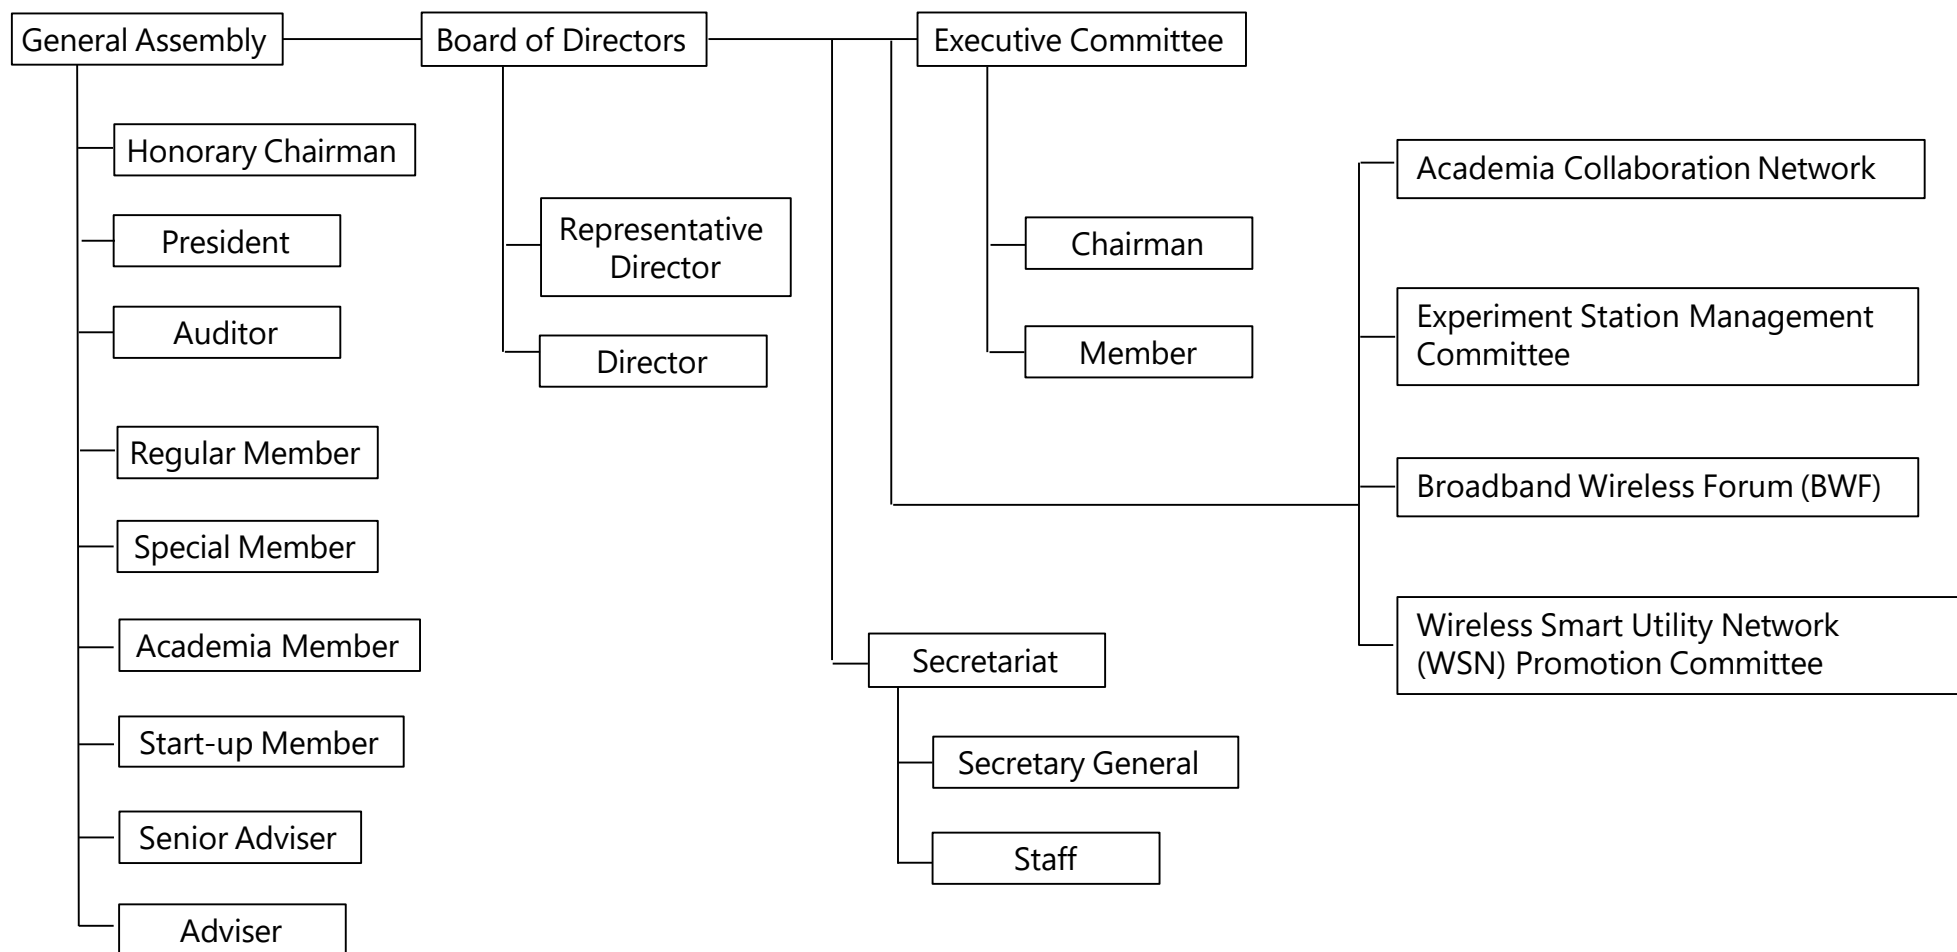 General Assembly
Board of Directors
Executive Committee
Honorary Chairman
President
Auditor
Regular Member
Special Member
Academia Member
Start-up Member
Senior Adviser
Adviser
Representative
Director
Director
Chairman
Member
Secretariat
Secretary General
Staff
Academia Collaboration Network
Experiment Station Management
Committee
Broadband Wireless Forum (BWF)
Wireless Smart Utility Network
(WSN) Promotion Committee